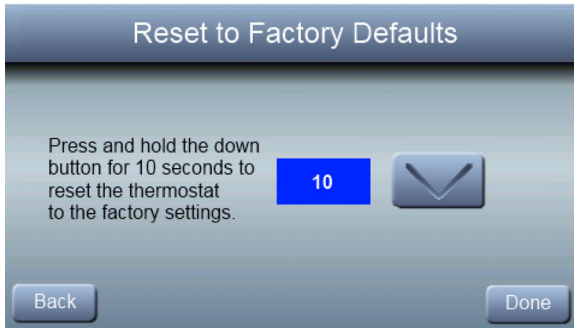 Reset to Factory Defaults
Press and hold the down
button for 10 seconds to
reset the thermostat
to the factory settings.
10
Back
Done